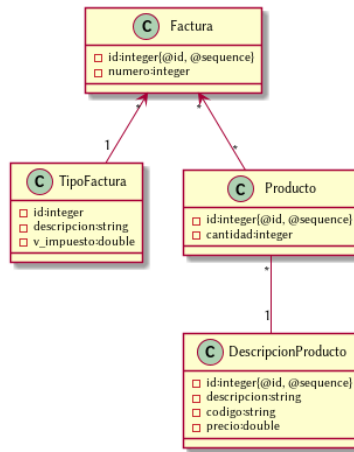 C Factura
id:integer{@id, @sequence}
numero:integer
* *
1 *
C TipoFactura
id:integer
descripcion:string
v_impuesto:double
C Producto
id:integer{@id, @sequence}
cantidad:integer
*
1
C DescripcionProducto
id:integer{@id, @sequence}
descripcion:string
codigo:string
precio:double